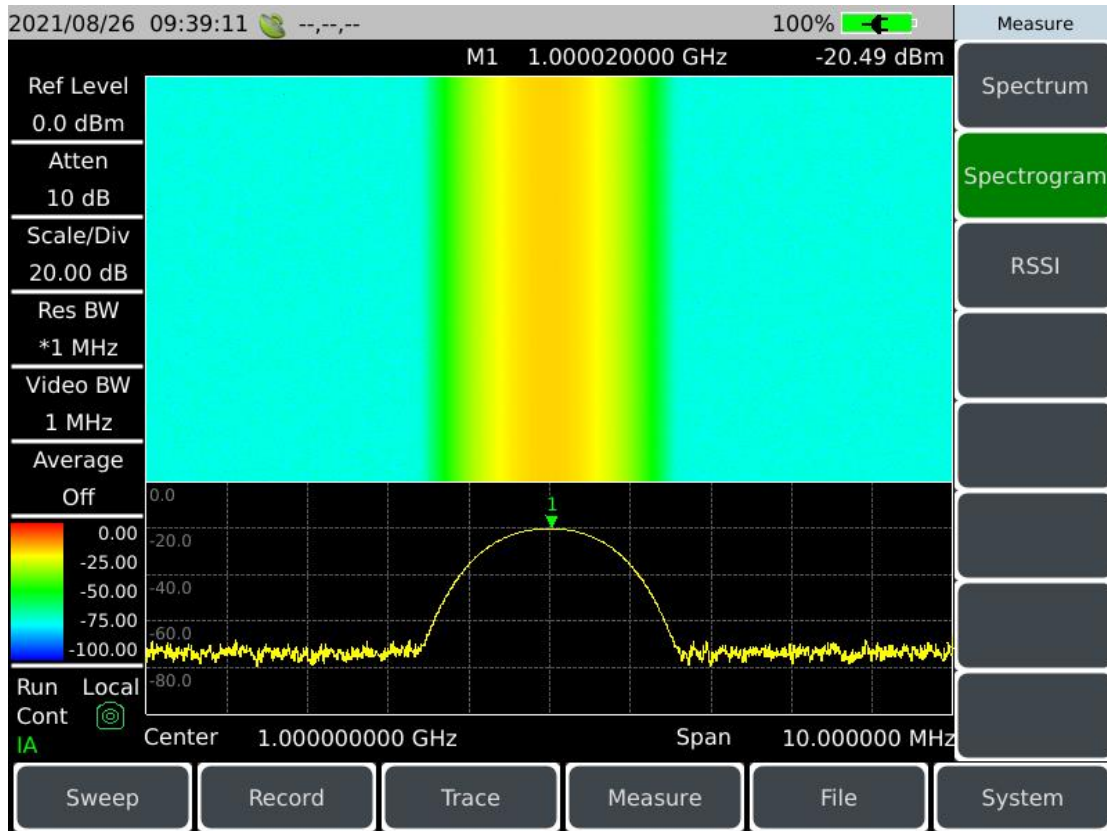 2021/08/26 09:39:11 --,--,-- 100% Measure
M1 1.000020000 GHz -20.49 dBm
Ref Level
0.0 dBm
Atten
10 dB
Scale/Div
20.00 dB
Res BW
*1 MHz
Video BW
1 MHz
Average
Off
0.00
-25.00
-50.00
-75.00
-100.00
Run Local
Cont
IA
0.0
-20.0
-40.0
-60.0
-80.0
1
Center 1.0000000000 GHz Span 10.000000 MHz
Spectrum
Spectrogram
RSSI
Sweep Record Trace Measure File System